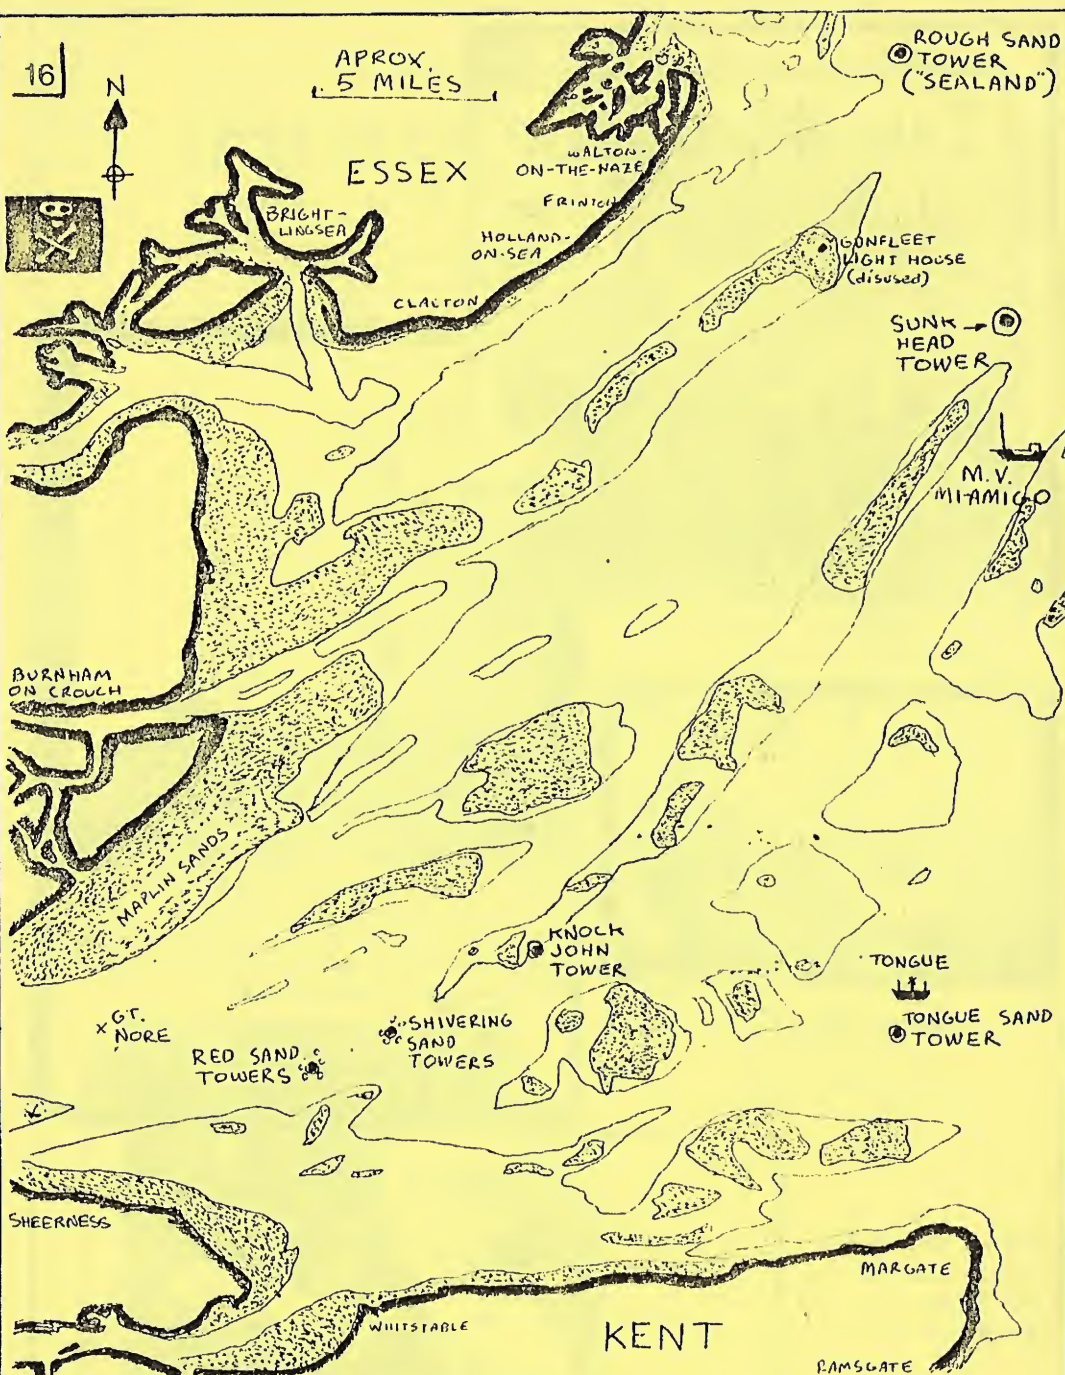 16
N
APROX.
5 MILES
ROUGH SAND
TOWER
("SEALAND")
ESSEX
WALTON-
ON-THE-NAZE
FRINTON
BRIGHT-
LINGSEA
HOLLAND-
ON-SEA
CLACTON
GUNFLEET
LIGHT HOUSE
(disused)
SUNK
HEAD
TOWER
M.V.
MI-AMIGO
BURNHAM
ON CROUCH
MAPLIN SANDS
KNOCK
JOHN
TOWER
TONGUE
GT.
NORE
SHIVERING
SAND
TOWERS
TONGUE SAND
TOWER
RED SAND
TOWERS
SHEERNESS
MARGATE
WHITSTABLE
KENT
RAMSGATE